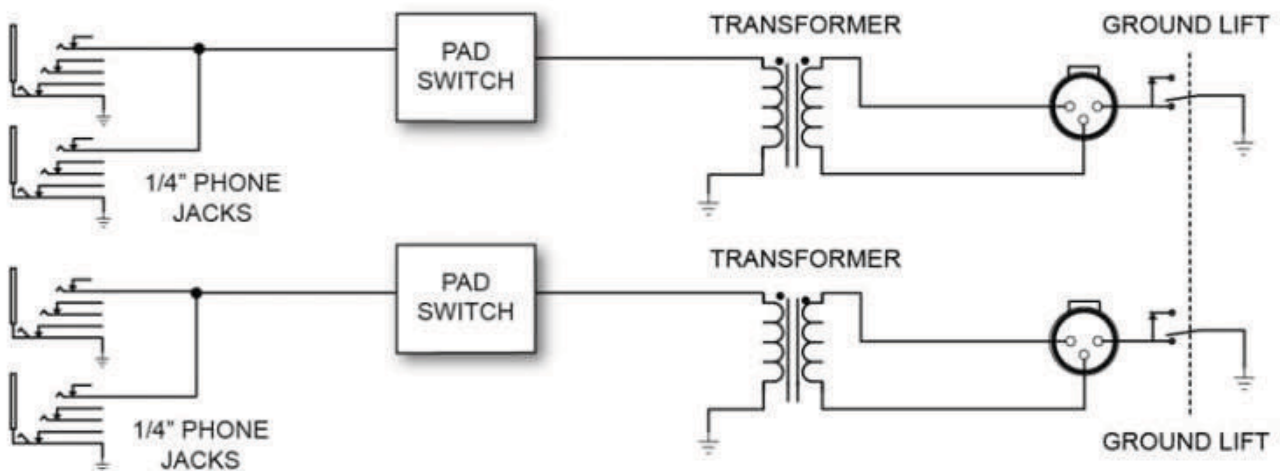 TRANSFORMER
GROUND LIFT
PAD
SWITCH
1/4" PHONE
JACKS
TRANSFORMER
PAD
SWITCH
1/4" PHONE
JACKS
GROUND LIFT